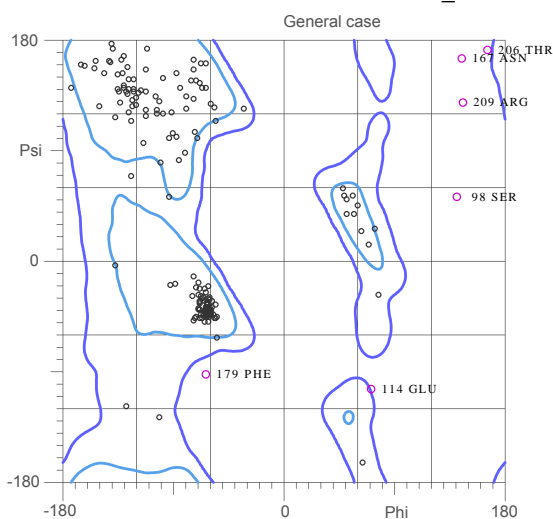 General case
180
206 THR
167 ASN
209 ARG
Psi
98 SER
0
179 PHE
114 GLU
-180
-180 0 Phi 180